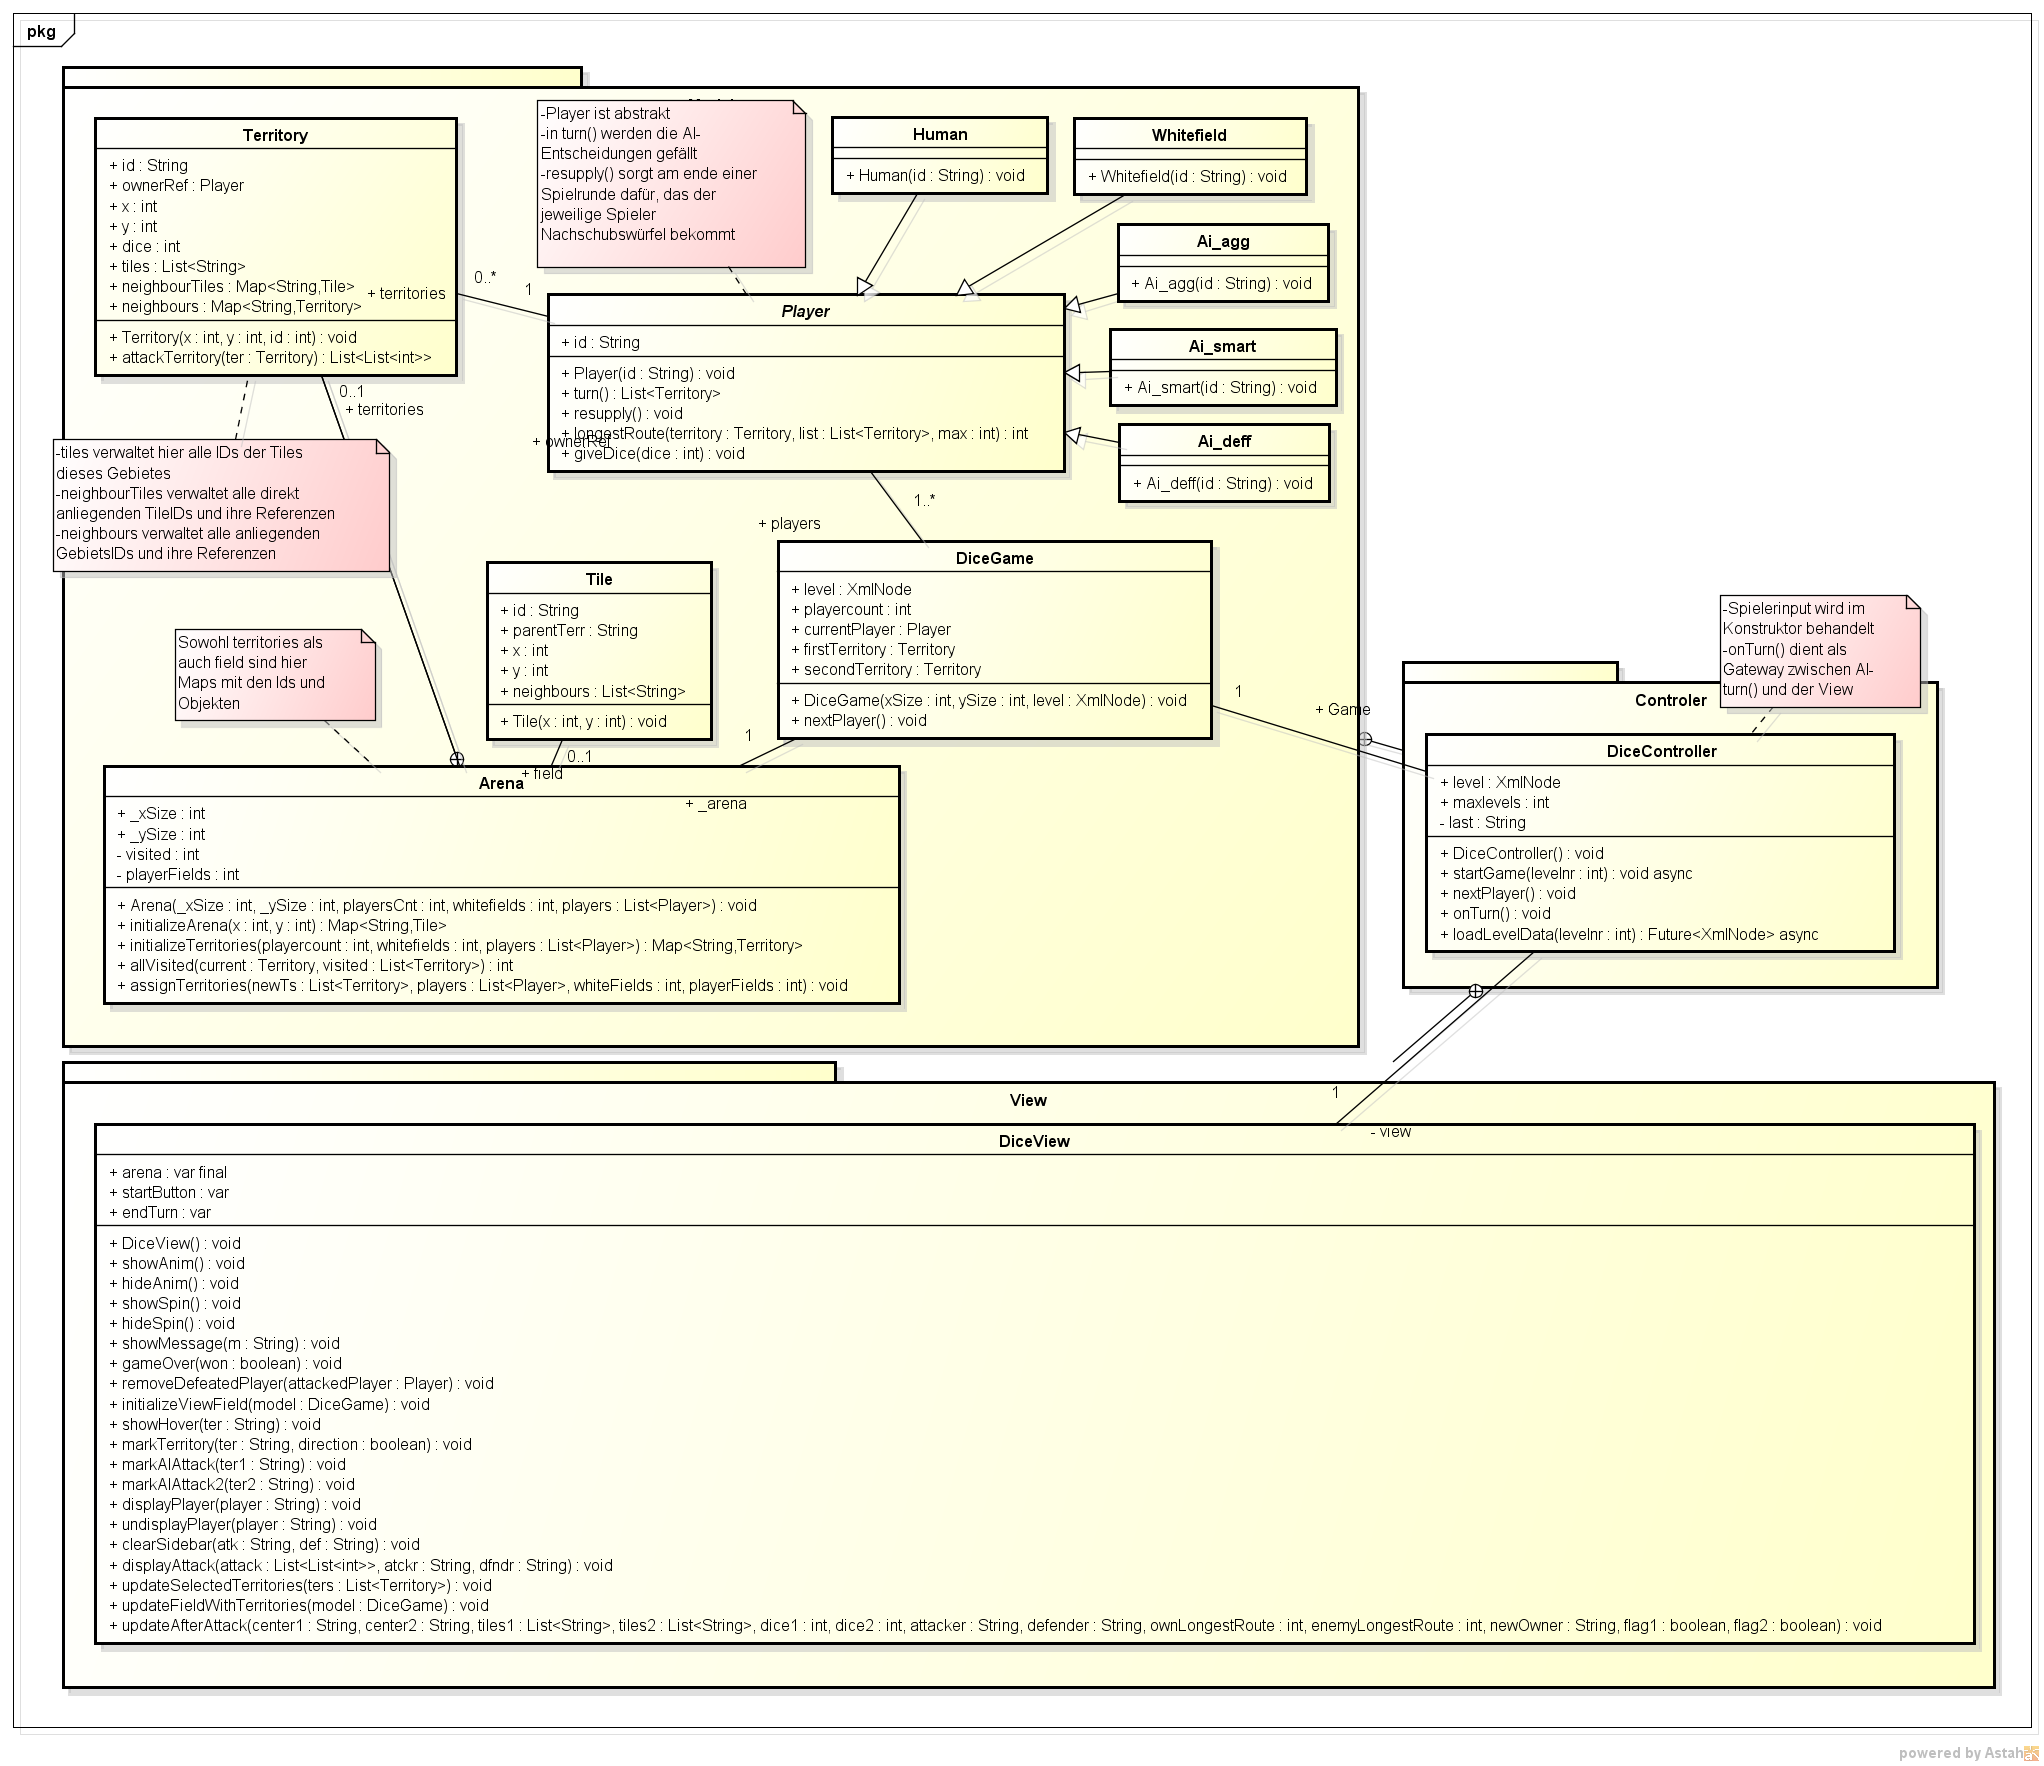 pkg
Territory
+ id : String
+ ownerRef : Player
+ x : int
+ y : int
+ dice : int
+ tiles : List<String>
+ neighbourTiles : Map<String,Tile>
+ neighbours : Map<String,Territory>
+ Territory(x : int, y : int, id : int) : void
+ attackTerritory(ter : Territory) : List<List<int>>
-Player ist abstrakt
-in turn() werden die AI-
Entscheidungen gefällt
-resupply() sorgt am ende einer
Spielrunde dafür, das der
jeweilige Spieler
Nachschubswürfel bekommt
Human
+ Human(id : String) : void
Whitefield
+ Whitefield(id : String) : void
Ai_agg
+ Ai_agg(id : String) : void
Ai_smart
+ Ai_smart(id : String) : void
Ai_deff
+ Ai_deff(id : String) : void
0..*
+ territories
1
+ ownerRef
Player
+ id : String
+ Player(id : String) : void
+ turn() : List<Territory>
+ resupply() : void
+ longestRoute(territory : Territory, list : List<Territory>, max : int) : int
+ giveDice(dice : int) : void
0..1
+ territories
-tiles verwaltet hier alle IDs der Tiles
dieses Gebietes
-neighbourTiles verwaltet alle direkt
anliegenden TileIDs und ihre Referenzen
-neighbours verwaltet alle anliegenden
GebietsIDs und ihre Referenzen
1..*
+ players
Sowohl territories als
auch field sind hier
Maps mit den Ids und
Objekten
Tile
+ id : String
+ parentTerr : String
+ x : int
+ y : int
+ neighbours : List<String>
+ Tile(x : int, y : int) : void
DiceGame
+ level : XmlNode
+ playercount : int
+ currentPlayer : Player
+ firstTerritory : Territory
+ secondTerritory : Territory
+ DiceGame(xSize : int, ySize : int, level : XmlNode) : void
+ nextPlayer() : void
0..1
+ field
1
+ _arena
1
+ Game
Arena
+ _xSize : int
+ _ySize : int
- visited : int
- playerFields : int
+ Arena(_xSize : int, _ySize : int, playersCnt : int, whitefields : int, players : List<Player>) : void
+ initializeArena(x : int, y : int) : Map<String,Tile>
+ initializeTerritories(playercount : int, whitefields : int, players : List<Player>) : Map<String,Territory>
+ allVisited(current : Territory, visited : List<Territory>) : int
+ assignTerritories(newTs : List<Territory>, players : List<Player>, whiteFields : int, playerFields : int) : void
-Spielerinput wird im
Konstruktor behandelt
-onTurn() dient als
Gateway zwischen AI-
turn() und der View
Controler
DiceController
+ level : XmlNode
+ maxlevels : int
- last : String
+ DiceController() : void
+ startGame(levelnr : int) : void async
+ nextPlayer() : void
+ onTurn() : void
+ loadLevelData(levelnr : int) : Future<XmlNode> async
1
- view
View
DiceView
+ arena : var final
+ startButton : var
+ endTurn : var
+ DiceView() : void
+ showAnim() : void
+ hideAnim() : void
+ showSpin() : void
+ hideSpin() : void
+ showMessage(m : String) : void
+ gameOver(won : boolean) : void
+ removeDefeatedPlayer(attackedPlayer : Player) : void
+ initializeViewField(model : DiceGame) : void
+ showHover(ter : String) : void
+ markTerritory(ter : String, direction : boolean) : void
+ markAIAttack(ter1 : String) : void
+ markAIAttack2(ter2 : String) : void
+ displayPlayer(player : String) : void
+ undisplayPlayer(player : String) : void
+ clearSidebar(atk : String, def : String) : void
+ displayAttack(attack : List<List<int>>, atckr : String, dfndr : String) : void
+ updateSelectedTerritories(ters : List<Territory>) : void
+ updateFieldWithTerritories(model : DiceGame) : void
+ updateAfterAttack(center1 : String, center2 : String, tiles1 : List<String>, tiles2 : List<String>, dice1 : int, dice2 : int, attacker : String, defender : String, ownLongestRoute : int, enemyLongestRoute : int, newOwner : String, flag1 : boolean, flag2 : boolean) : void
powered by Astah